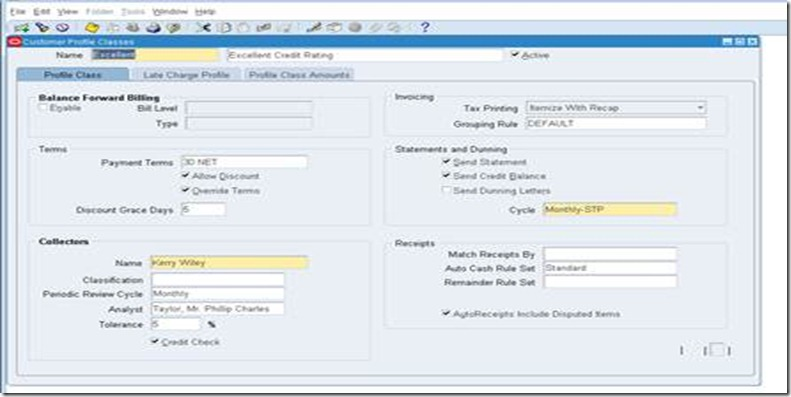 File Edit View Folder Tools Window Help
Customer Profile Classes
Name Excellent Excellent Credit Rating Active
Profile Class Late Charge Profile Profile Class Amounts
Balance Forward Billing
Enable Bill Level
Type
Invoicing
Tax Printing Itemize With Recap
Grouping Rule DEFAULT
Terms
Payment Terms 30 NET
Allow Discount
Override Terms
Discount Grace Days 5
Statements and Dunning
Send Statement
Send Credit Balance
Send Dunning Letters
Cycle Monthly-STP
Collectors
Name Kerry Wiley
Classification
Periodic Review Cycle Monthly
Analyst Taylor, Mr. Phillip Charles
Tolerance 5 %
Credit Check
Receipts
Match Receipts By
Auto Cash Rule Set Standard
Remainder Rule Set
AutoReceipts Include Disputed Items
[ ]